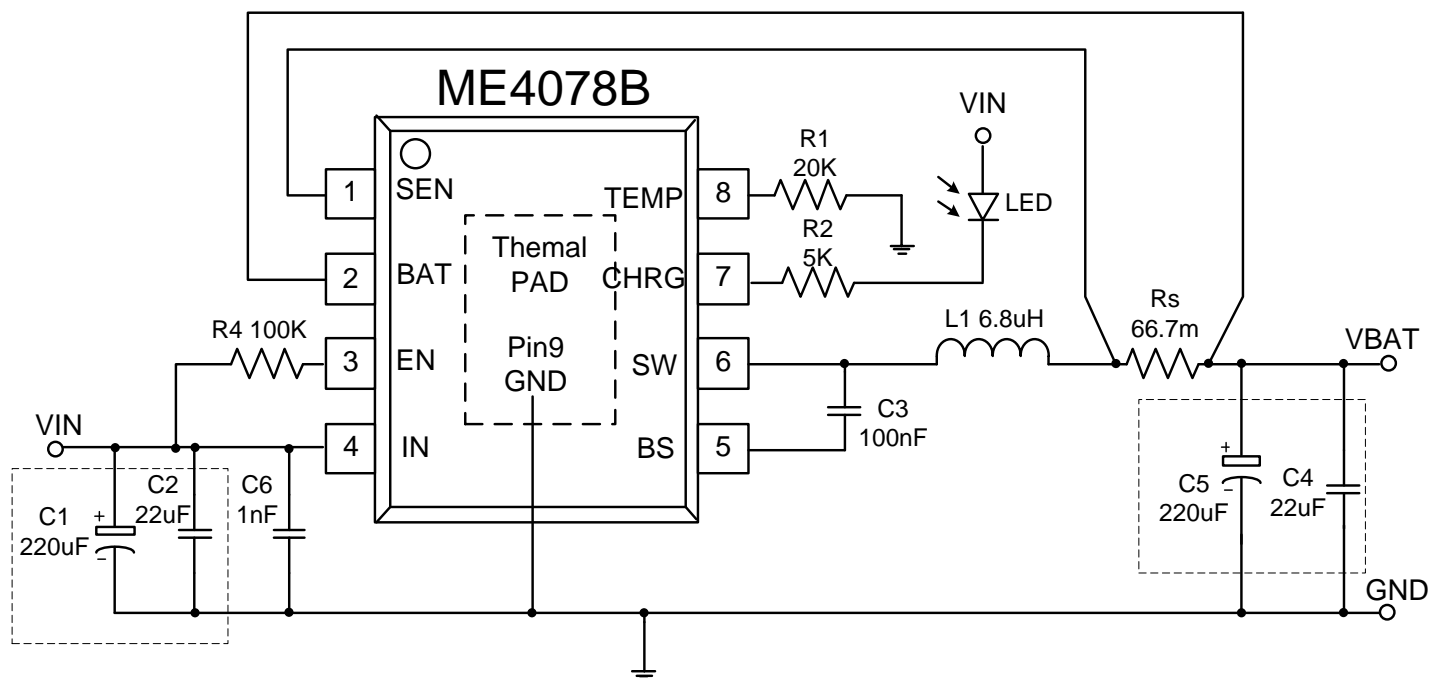 ME4078B
VIN
R1
20K
1
SEN
TEMP
8
LED
Themal
PAD
R2
5K
2
BAT
CHRG
7
R4 100K
L1 6.8uH
Rs
66.7m
VBAT
Pin9
GND
3
EN
SW
6
C3
100nF
VIN
4
IN
BS
5
C1
220uF
+
−
C2
22uF
C6
1nF
+
−
C5
220uF
C4
22uF
GND